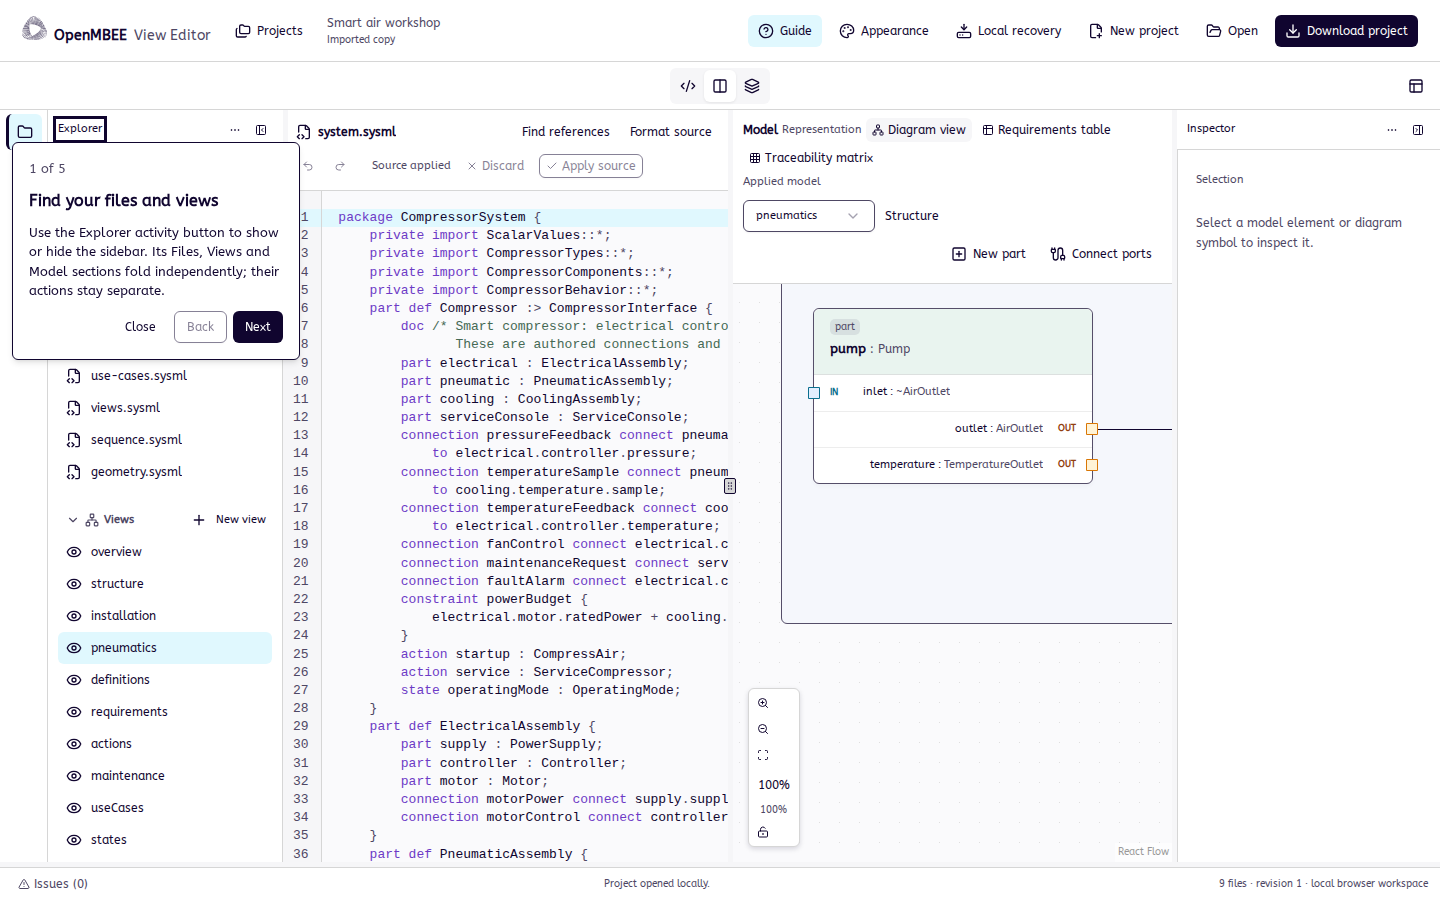 OpenMBEE View Editor
Projects
Smart air workshop
Imported copy
Guide
Appearance
Local recovery
New project
Open
Download project
Explorer
1 of 5
Find your files and views
Use the Explorer activity button to show
or hide the sidebar. Its Files, Views and
Model sections fold independently; their
actions stay separate.
Close
Back
Next
use-cases.sysml
views.sysml
sequence.sysml
geometry.sysml
Views
New view
overview
structure
installation
pneumatics
definitions
requirements
actions
maintenance
useCases
states
system.sysml
Find references
Format source
Source applied
Discard
Apply source
1 package CompressorSystem {
2 private import ScalarValues::*;
3 private import CompressorTypes::*;
4 private import CompressorComponents::*;
5 private import CompressorBehavior::*;
6 part def Compressor :> CompressorInterface {
7 doc /* Smart compressor: electrical contro
8 These are authored connections and
9 part electrical : ElectricalAssembly;
10 part pneumatic : PneumaticAssembly;
11 part cooling : CoolingAssembly;
12 part serviceConsole : ServiceConsole;
13 connection pressureFeedback connect pneuma
14 to electrical.controller.pressure;
15 connection temperatureSample connect pneum
16 to cooling.temperature.sample;
17 connection temperatureFeedback connect coo
18 to electrical.controller.temperature;
19 connection fanControl connect electrical.c
20 connection maintenanceRequest connect serv
21 connection faultAlarm connect electrical.c
22 constraint powerBudget {
23 electrical.motor.ratedPower + cooling.
24 }
25 action startup : CompressAir;
26 action service : ServiceCompressor;
27 state operatingMode : OperatingMode;
28 }
29 part def ElectricalAssembly {
30 part supply : PowerSupply;
31 part controller : Controller;
32 part motor : Motor;
33 connection motorPower connect supply.suppl
34 connection motorControl connect controller
35 }
36 part def PneumaticAssembly {
Model Representation
Diagram view
Requirements table
Traceability matrix
Applied model
pneumatics
Structure
New part
Connect ports
part
pump : Pump
IN inlet : ~AirOutlet
outlet : AirOutlet OUT
temperature : TemperatureOutlet OUT
100%
100%
React Flow
Inspector
Selection
Select a model element or diagram
symbol to inspect it.
Issues (0)
Project opened locally.
9 files · revision 1 · local browser workspace